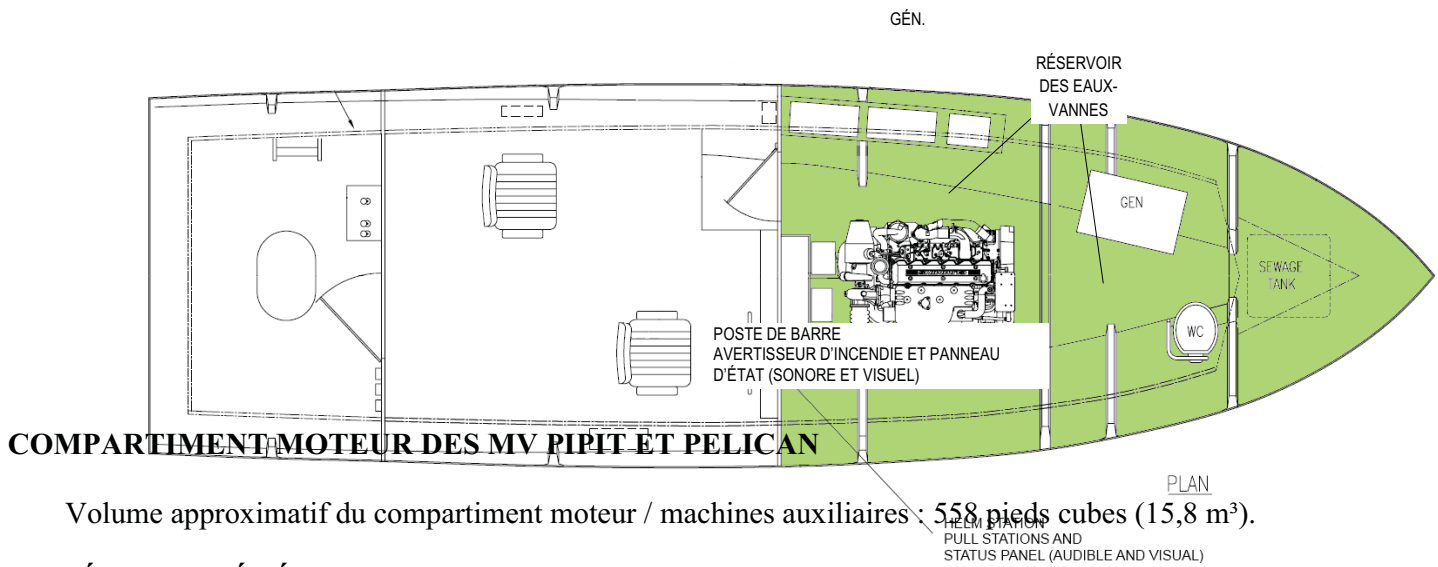 GÉN.
RÉSERVOIR
DES EAUX-
VANNES
GEN
SEWAGE
TANK
WC
POSTE DE BARRE
AVERTISSEUR D'INCENDIE ET PANNEAU
D'ÉTAT (SONORE ET VISUEL)
COMPARTIMENT MOTEUR DES MV PIPIT ET PELICAN
PLAN
Volume approximatif du compartiment moteur / machines auxiliaires : 558 pieds cubes (15,8 m³).
HELM STATION
PULL STATIONS AND
STATUS PANEL (AUDIBLE AND VISUAL)